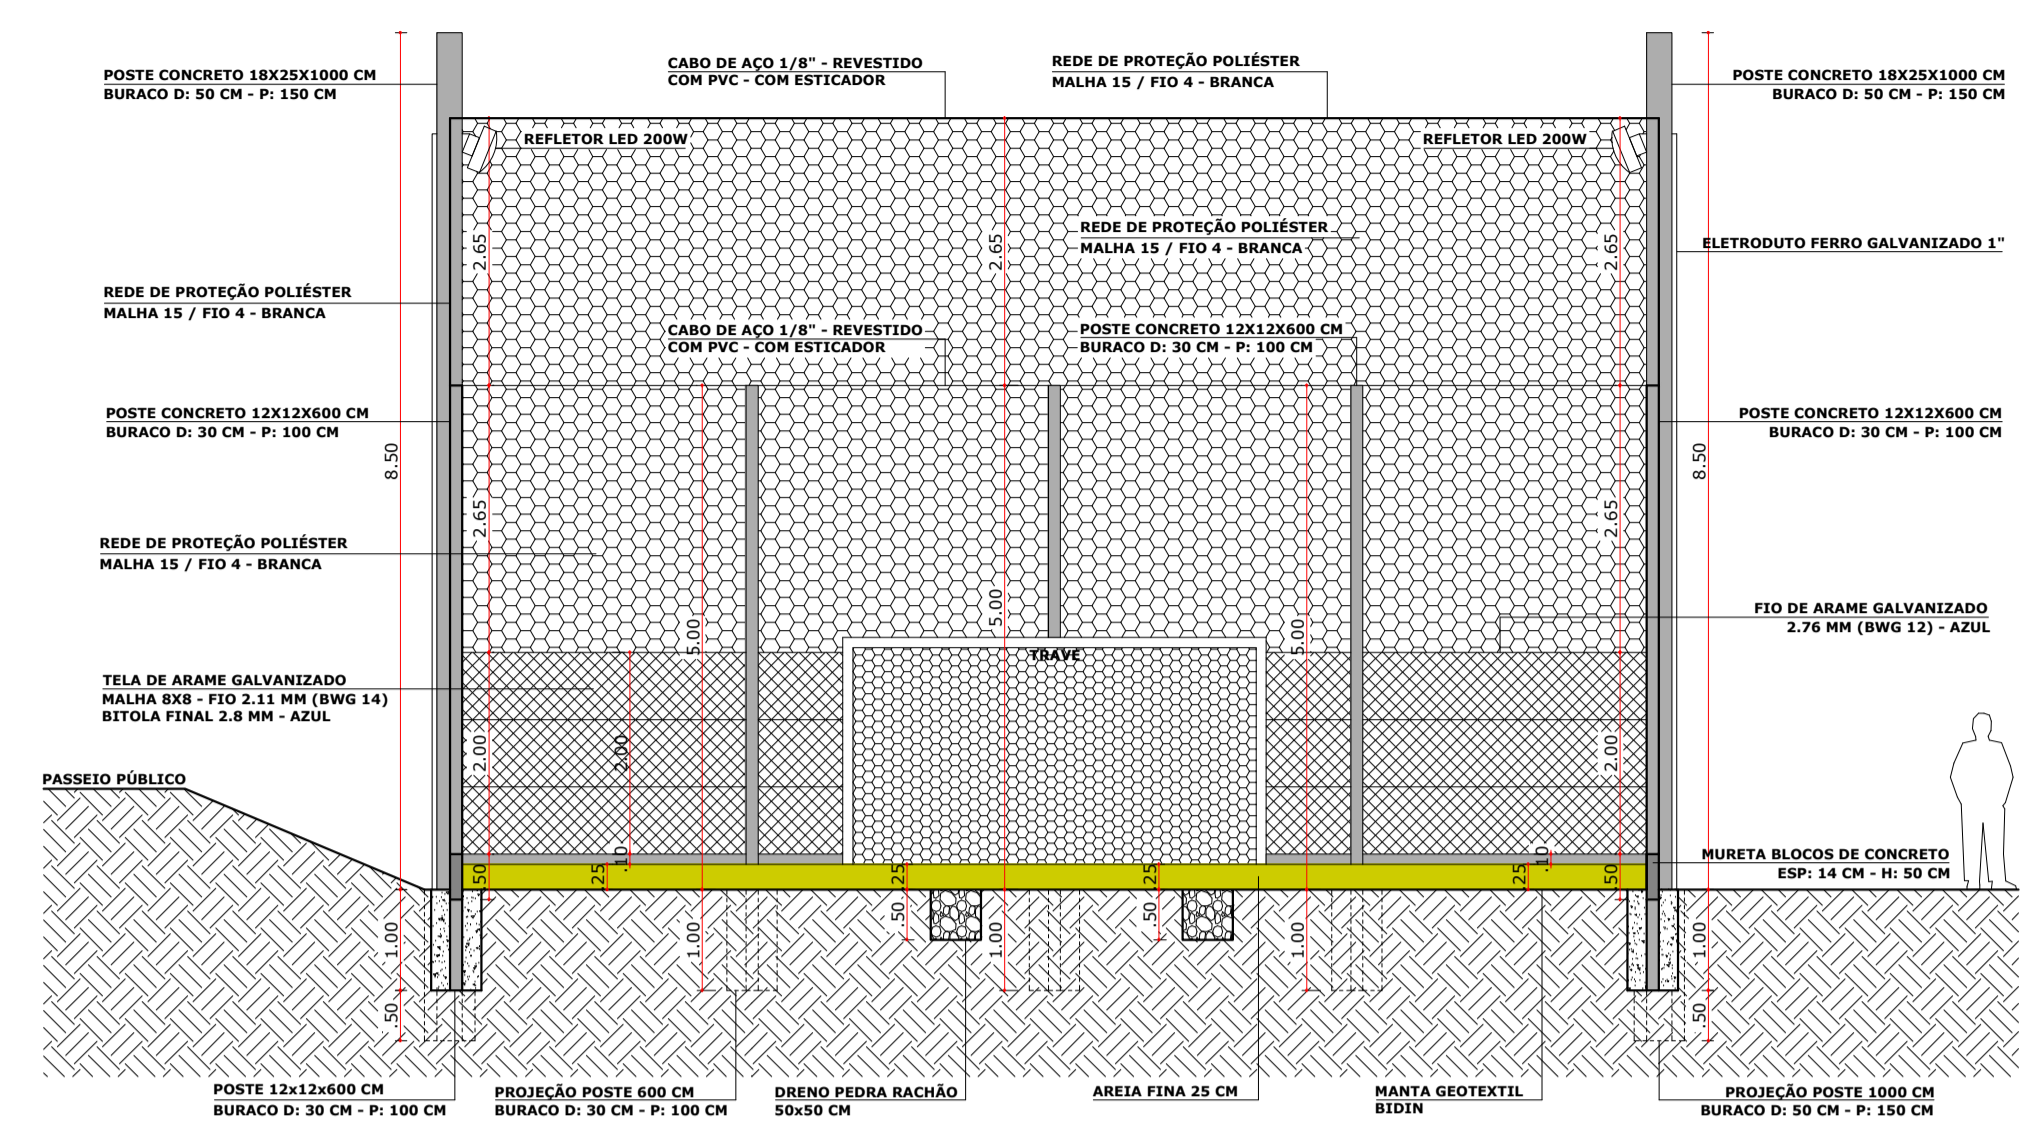 POSTE CONCRETO 18X25X1000 CM
BURACO D: 50 CM - P: 150 CM
CABO DE AÇO 1/8" - REVESTIDO
COM PVC - COM ESTICADOR
REDE DE PROTEÇÃO POLIÉSTER
MALHA 15 / FIO 4 - BRANCA
POSTE CONCRETO 18X25X1000 CM
BURACO D: 50 CM - P: 150 CM
REFLETOR LED 200W
REFLETOR LED 200W
2.65
2.65
2.65
REDE DE PROTEÇÃO POLIÉSTER
MALHA 15 / FIO 4 - BRANCA
ELETRODUTO FERRO GALVANIZADO 1"
REDE DE PROTEÇÃO POLIÉSTER
MALHA 15 / FIO 4 - BRANCA
CABO DE AÇO 1/8" - REVESTIDO
COM PVC - COM ESTICADOR
POSTE CONCRETO 12X12X600 CM
BURACO D: 30 CM - P: 100 CM
POSTE CONCRETO 12X12X600 CM
BURACO D: 30 CM - P: 100 CM
POSTE CONCRETO 12X12X600 CM
BURACO D: 30 CM - P: 100 CM
8.50
8.50
2.65
2.65
REDE DE PROTEÇÃO POLIÉSTER
MALHA 15 / FIO 4 - BRANCA
5.00
5.00
5.00
FIO DE ARAME GALVANIZADO
2.76 MM (BWG 12) - AZUL
TRAVE
TELA DE ARAME GALVANIZADO
MALHA 8X8 - FIO 2.11 MM (BWG 14)
BITOLA FINAL 2.8 MM - AZUL
2.00
2.00
2.00
PASSEIO PÚBLICO
.10
.10
MURETA BLOCOS DE CONCRETO
ESP: 14 CM - H: 50 CM
.50
.25
.25
.25
.25
.50
.50
.50
1.00
1.00
1.00
1.00
1.00
.50
.50
POSTE 12x12x600 CM
BURACO D: 30 CM - P: 100 CM
PROJEÇÃO POSTE 600 CM
BURACO D: 30 CM - P: 100 CM
DRENO PEDRA RACHÃO
50x50 CM
AREIA FINA 25 CM
MANTA GEOTEXTIL
BIDIN
PROJEÇÃO POSTE 1000 CM
BURACO D: 50 CM - P: 150 CM